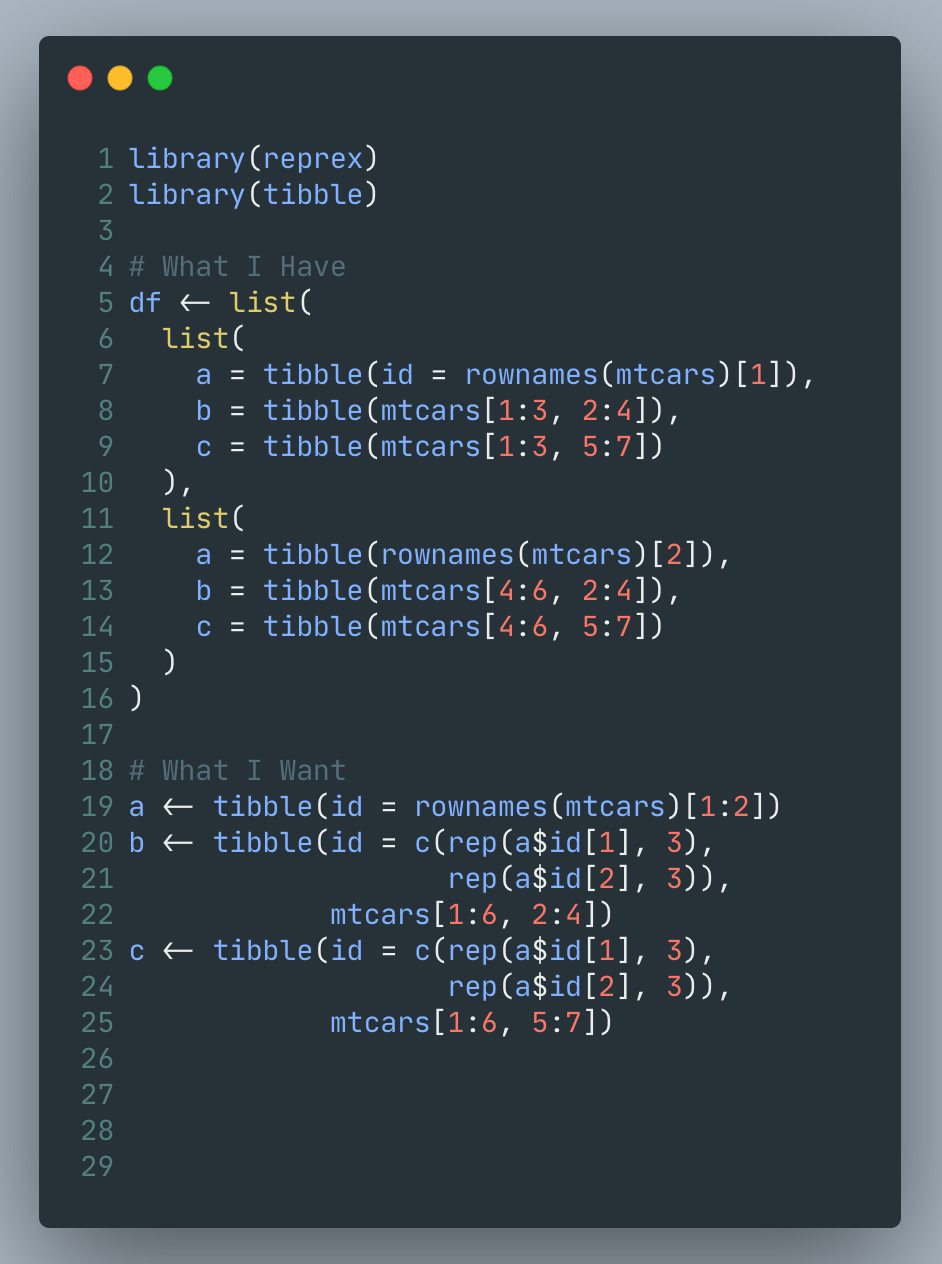 1 library(reprex)
2 library(tibble)
3
4 # What I Have
5 df <- list(
6   list(
7     a = tibble(id = rownames(mtcars)[1]),
8     b = tibble(mtcars[1:3, 2:4]),
9     c = tibble(mtcars[1:3, 5:7])
10   ),
11   list(
12     a = tibble(rownames(mtcars)[2]),
13     b = tibble(mtcars[4:6, 2:4]),
14     c = tibble(mtcars[4:6, 5:7])
15   )
16 )
17
18 # What I Want
19 a <- tibble(id = rownames(mtcars)[1:2])
20 b <- tibble(id = c(rep(a$id[1], 3),
21                    rep(a$id[2], 3)),
22             mtcars[1:6, 2:4])
23 c <- tibble(id = c(rep(a$id[1], 3),
24                    rep(a$id[2], 3)),
25             mtcars[1:6, 5:7])
26
27
28
29